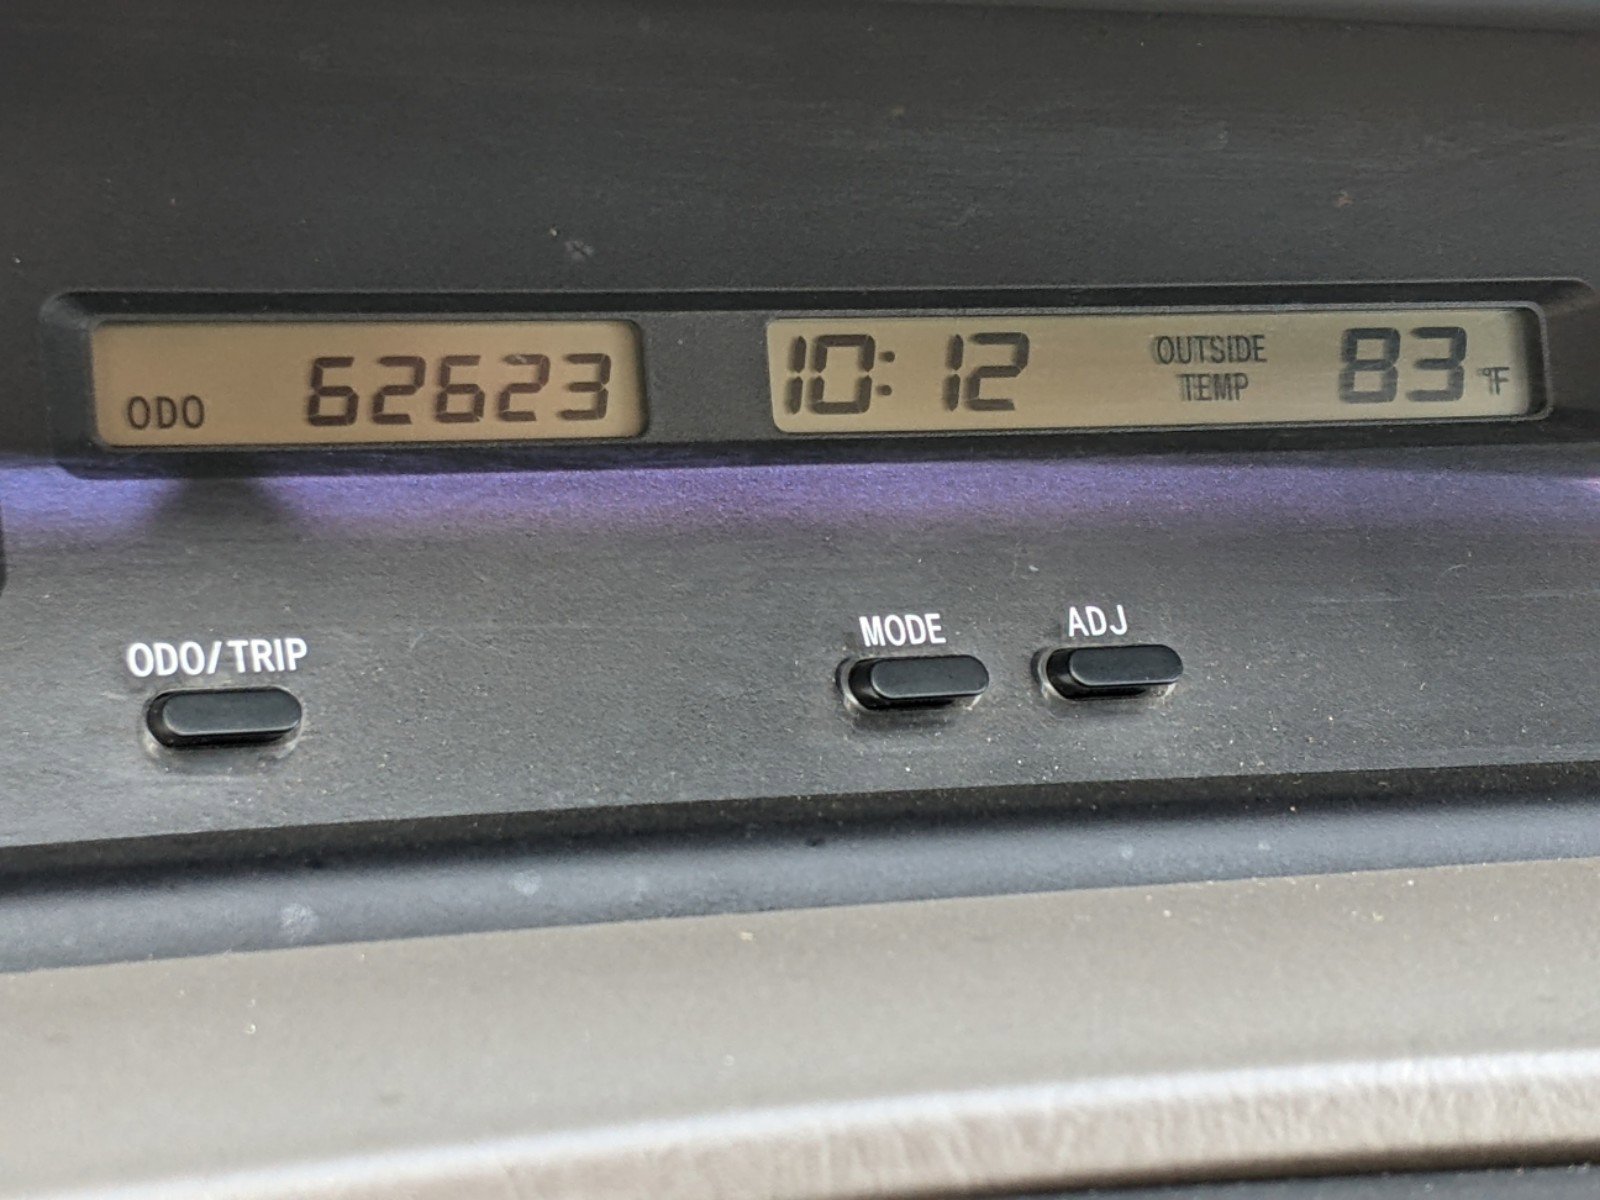 ODO 62623
10:12 OUTSIDE TEMP 83 °F
ODO/TRIP
MODE
ADJ